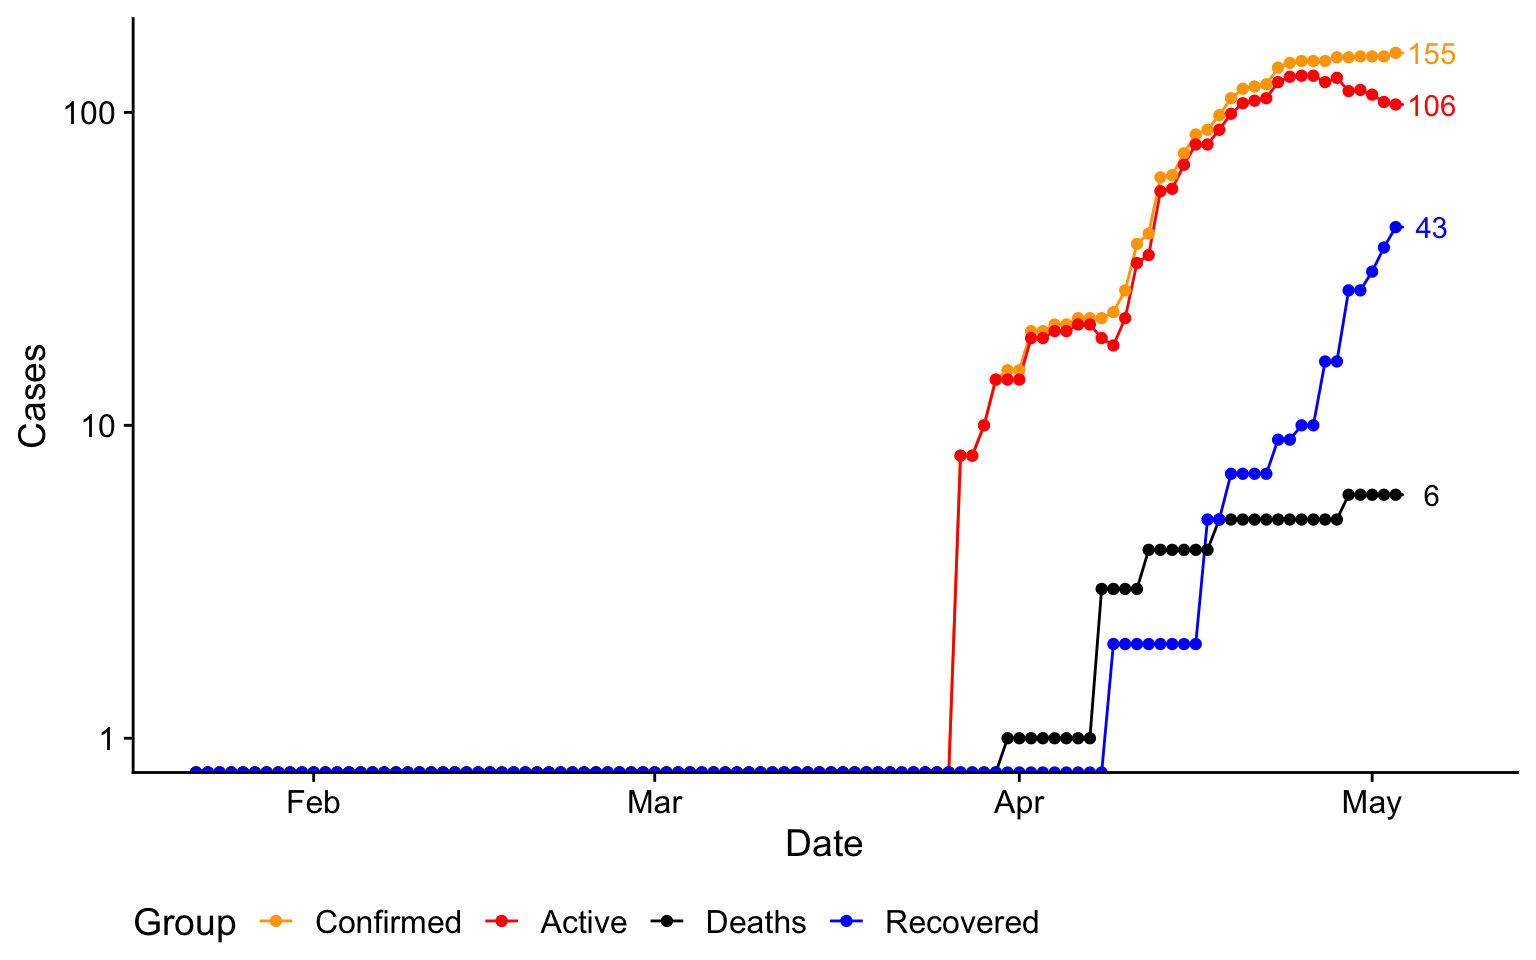 155
100
106
43
10
6
1
Cases
Feb Mar Apr May
Date
Group Confirmed Active Deaths Recovered